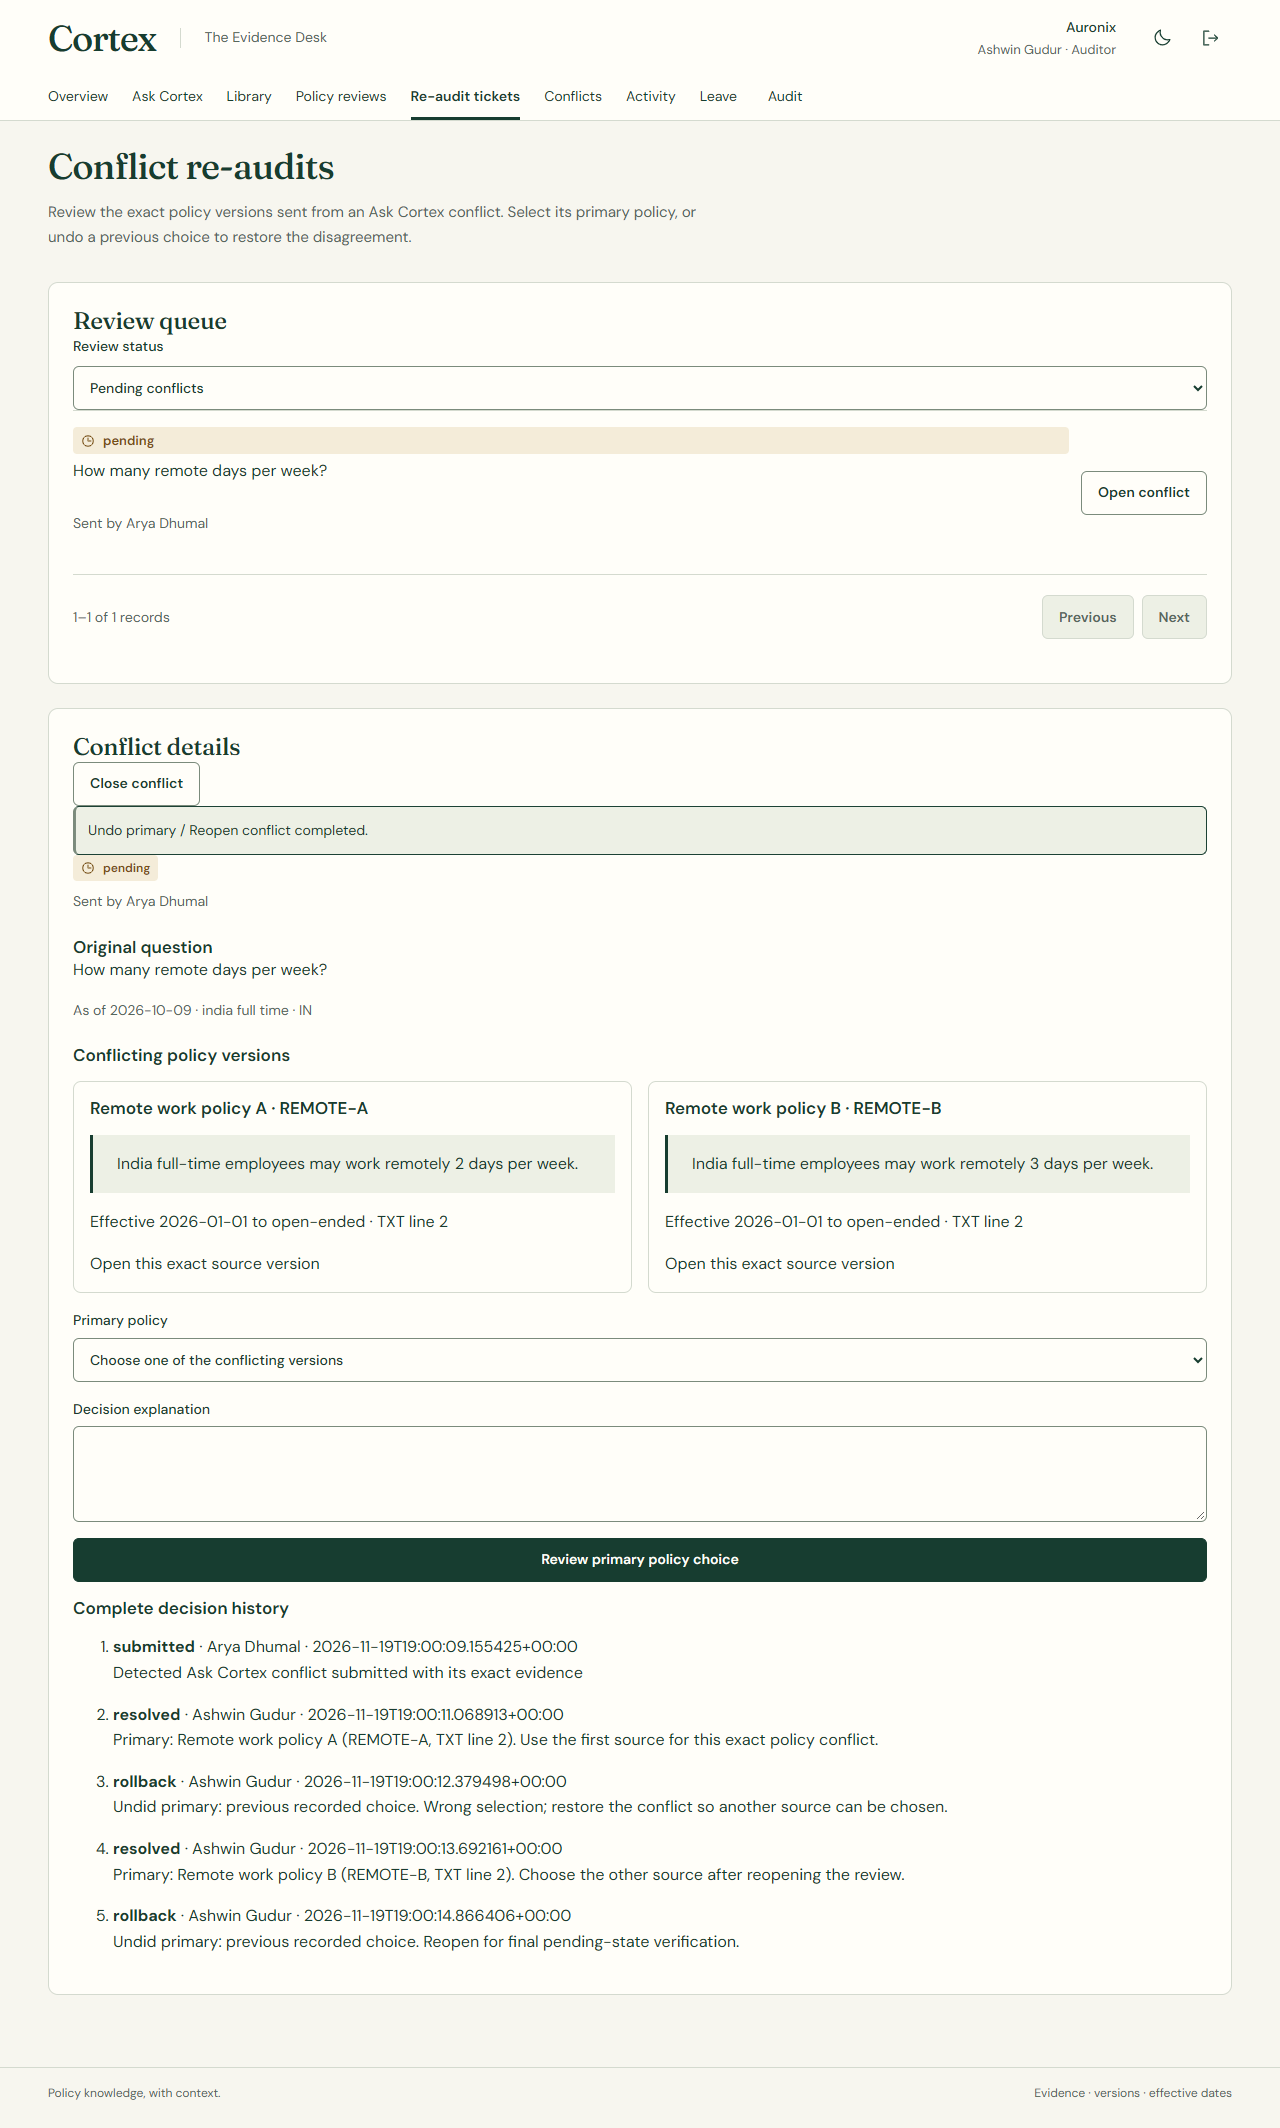 Cortex
The Evidence Desk
Auronix
Ashwin Gudur · Auditor
Overview Ask Cortex Library Policy reviews Re-audit tickets Conflicts Activity Leave Audit
Conflict re-audits
Review the exact policy versions sent from an Ask Cortex conflict. Select its primary policy, or
undo a previous choice to restore the disagreement.
Review queue
Review status
Pending conflicts
pending
How many remote days per week?
Open conflict
Sent by Arya Dhumal
1–1 of 1 records
Previous Next
Conflict details
Close conflict
Undo primary / Reopen conflict completed.
pending
Sent by Arya Dhumal
Original question
How many remote days per week?
As of 2026-10-09 · india full time · IN
Conflicting policy versions
Remote work policy A · REMOTE-A
India full-time employees may work remotely 2 days per week.
Effective 2026-01-01 to open-ended · TXT line 2
Open this exact source version
Remote work policy B · REMOTE-B
India full-time employees may work remotely 3 days per week.
Effective 2026-01-01 to open-ended · TXT line 2
Open this exact source version
Primary policy
Choose one of the conflicting versions
Decision explanation
Review primary policy choice
Complete decision history
1. submitted · Arya Dhumal · 2026-11-19T19:00:09.155425+00:00
Detected Ask Cortex conflict submitted with its exact evidence
2. resolved · Ashwin Gudur · 2026-11-19T19:00:11.068913+00:00
Primary: Remote work policy A (REMOTE-A, TXT line 2). Use the first source for this exact policy conflict.
3. rollback · Ashwin Gudur · 2026-11-19T19:00:12.379498+00:00
Undid primary: previous recorded choice. Wrong selection; restore the conflict so another source can be chosen.
4. resolved · Ashwin Gudur · 2026-11-19T19:00:13.692161+00:00
Primary: Remote work policy B (REMOTE-B, TXT line 2). Choose the other source after reopening the review.
5. rollback · Ashwin Gudur · 2026-11-19T19:00:14.866406+00:00
Undid primary: previous recorded choice. Reopen for final pending-state verification.
Policy knowledge, with context.
Evidence · versions · effective dates